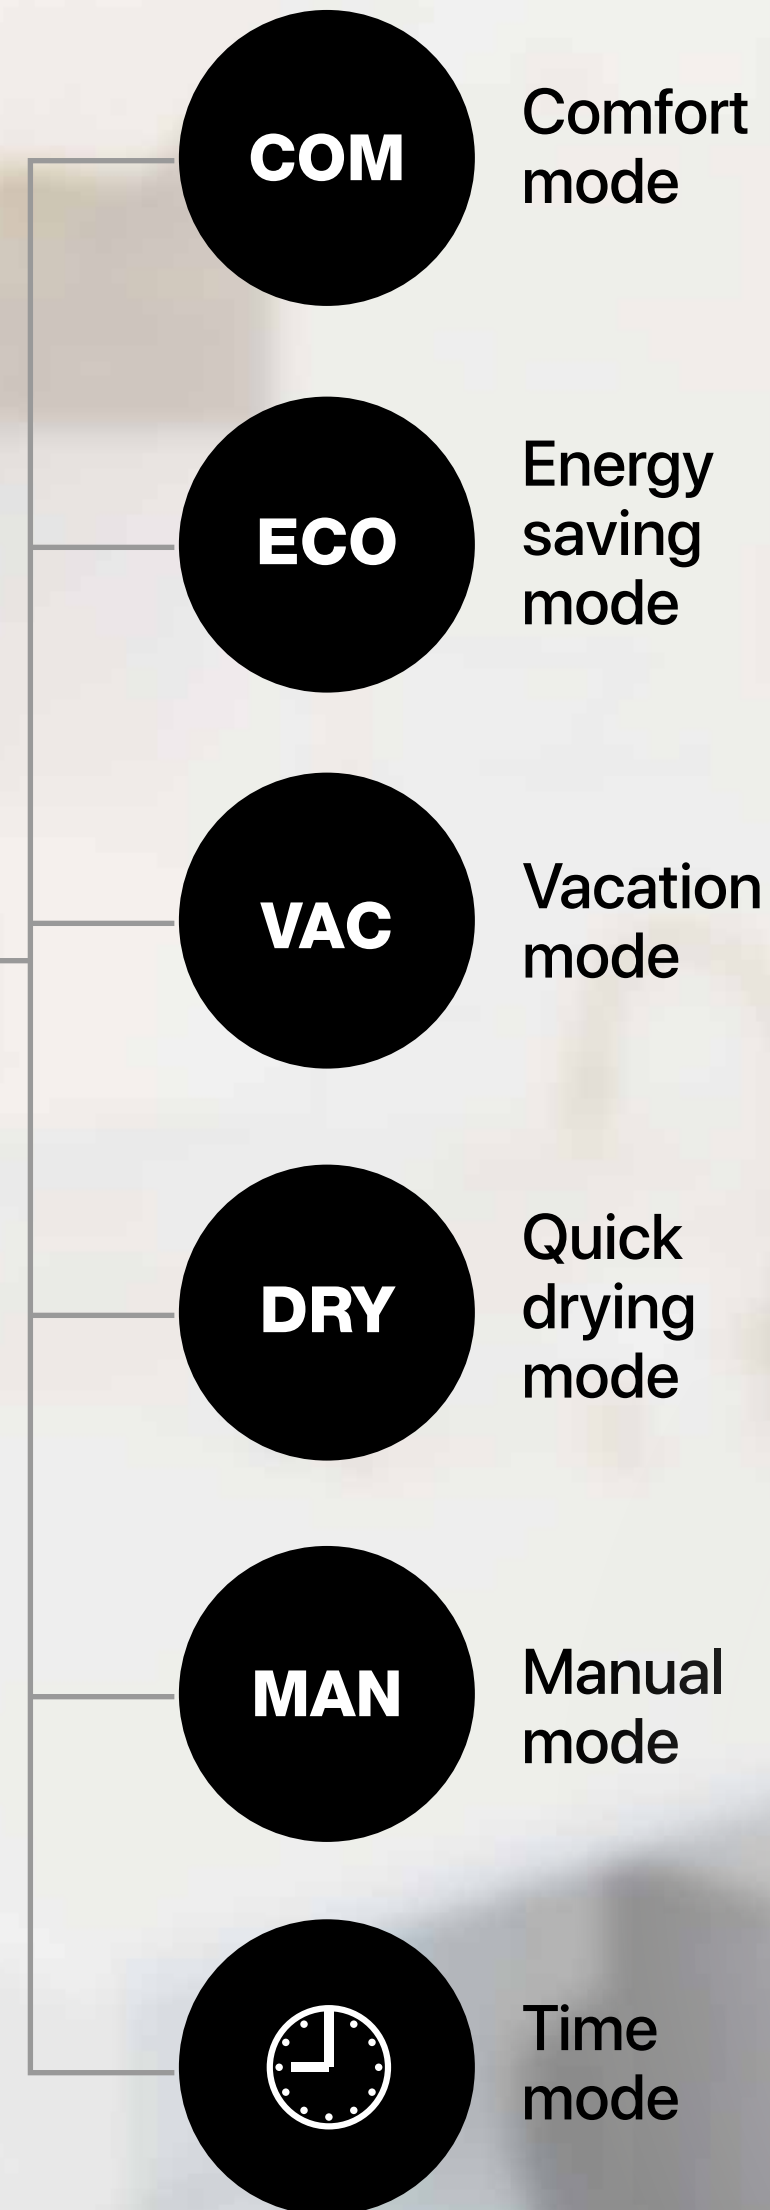 COM
Comfort
mode
ECO
Energy
saving
mode
VAC
Vacation
mode
DRY
Quick
drying
mode
MAN
Manual
mode
Time
mode